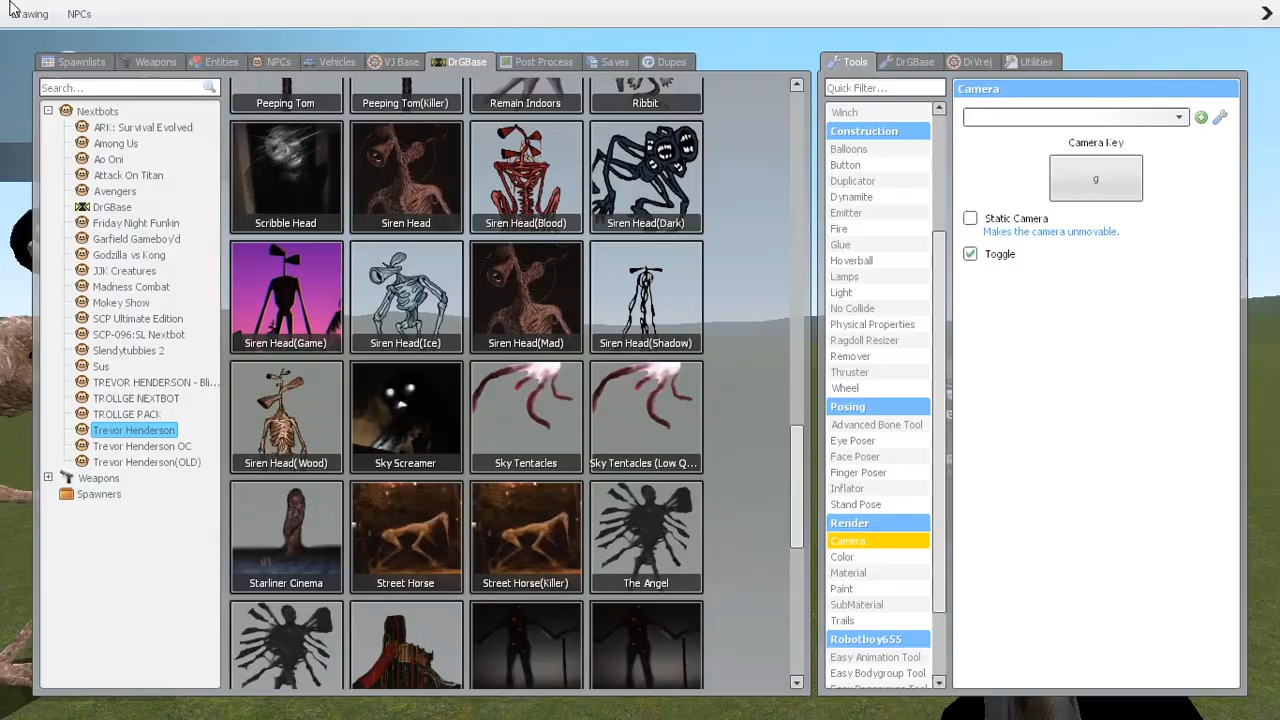 rawing NPCs
Spawnlists Weapons Entities NPCs Vehicles VJ Base DrGBase Post Process Saves Dupes
Search...
Nextbots
ARK: Survival Evolved
Among Us
Ao Oni
Attack On Titan
Avengers
DrGBase
Friday Night Funkin
Garfield Gameboy'd
Godzilla vs Kong
JJK Creatures
Madness Combat
Mokey Show
SCP Ultimate Edition
SCP-096:SL Nextbot
Slendytubbies 2
Sus
TREVOR HENDERSON - Bli...
TROLLGE NEXTBOT
TROLLGE PACK
Trevor Henderson
Trevor Henderson OC
Trevor Henderson(OLD)
Weapons
Spawners
Peeping Tom Peeping Tom(Killer) Remain Indoors Ribbit
Scribble Head Siren Head Siren Head(Blood) Siren Head(Dark)
Siren Head(Game) Siren Head(Ice) Siren Head(Mad) Siren Head(Shadow)
Siren Head(Wood) Sky Screamer Sky Tentacles Sky Tentacles (Low Q...
Starliner Cinema Street Horse Street Horse(Killer) The Angel
Tools DrGBase DrVrej Utilities
Quick Filter...
Winch
Construction
Balloons
Button
Duplicator
Dynamite
Emitter
Fire
Glue
Hoverball
Lamps
Light
No Collide
Physical Properties
Ragdoll Resizer
Remover
Thruster
Wheel
Posing
Advanced Bone Tool
Eye Poser
Face Poser
Finger Poser
Inflator
Stand Pose
Render
Camera
Color
Material
Paint
SubMaterial
Trails
Robotboy655
Easy Animation Tool
Easy Bodygroup Tool
Camera
Camera Key
g
Static Camera
Makes the camera unmovable.
Toggle